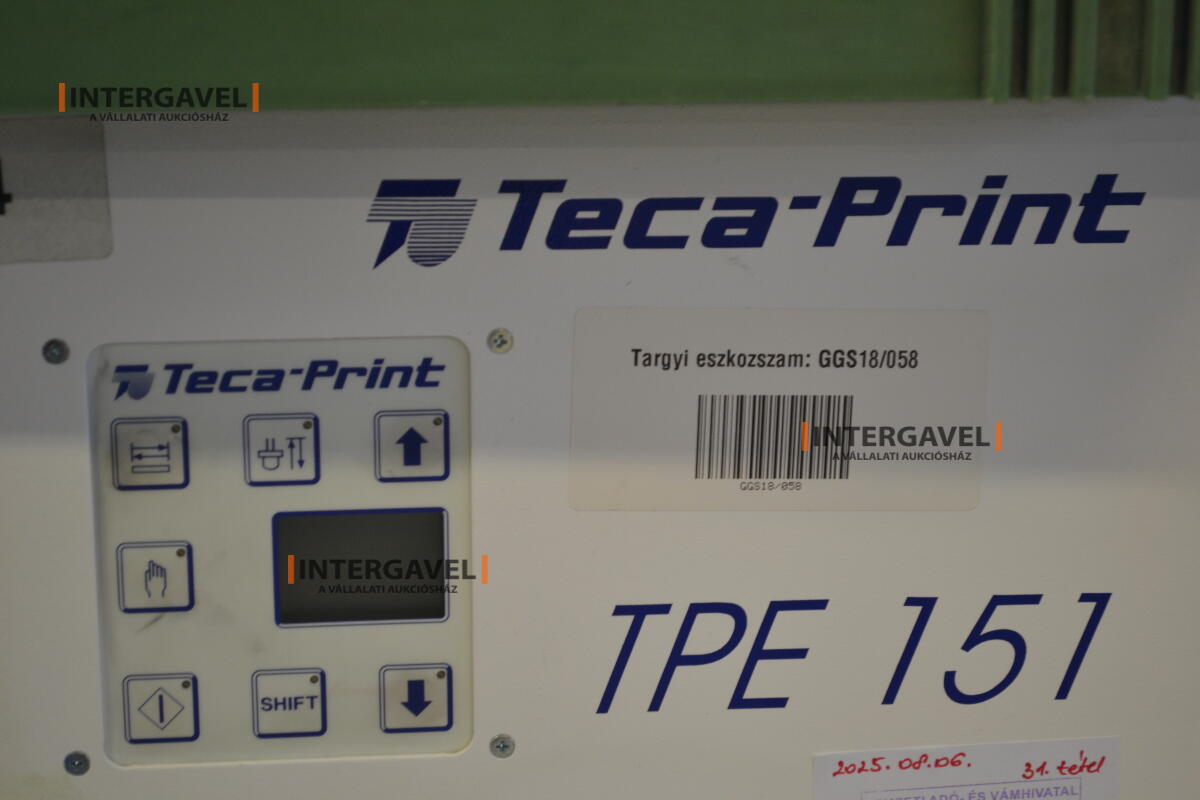 INTERGAVEL
A VÁLLALATI AUKCIÓSHÁZ
Teca-Print
Teca-Print
Targyi eszkozszam: GGS18/058
GGS18/058
INTERGAVEL
A VÁLLALATI AUKCIÓSHÁZ
INTERGAVEL
A VÁLLALATI AUKCIÓSHÁZ
TPE 151
SHIFT
2025.08.06. 31. tétel
ÉS VÁMHIVATAL